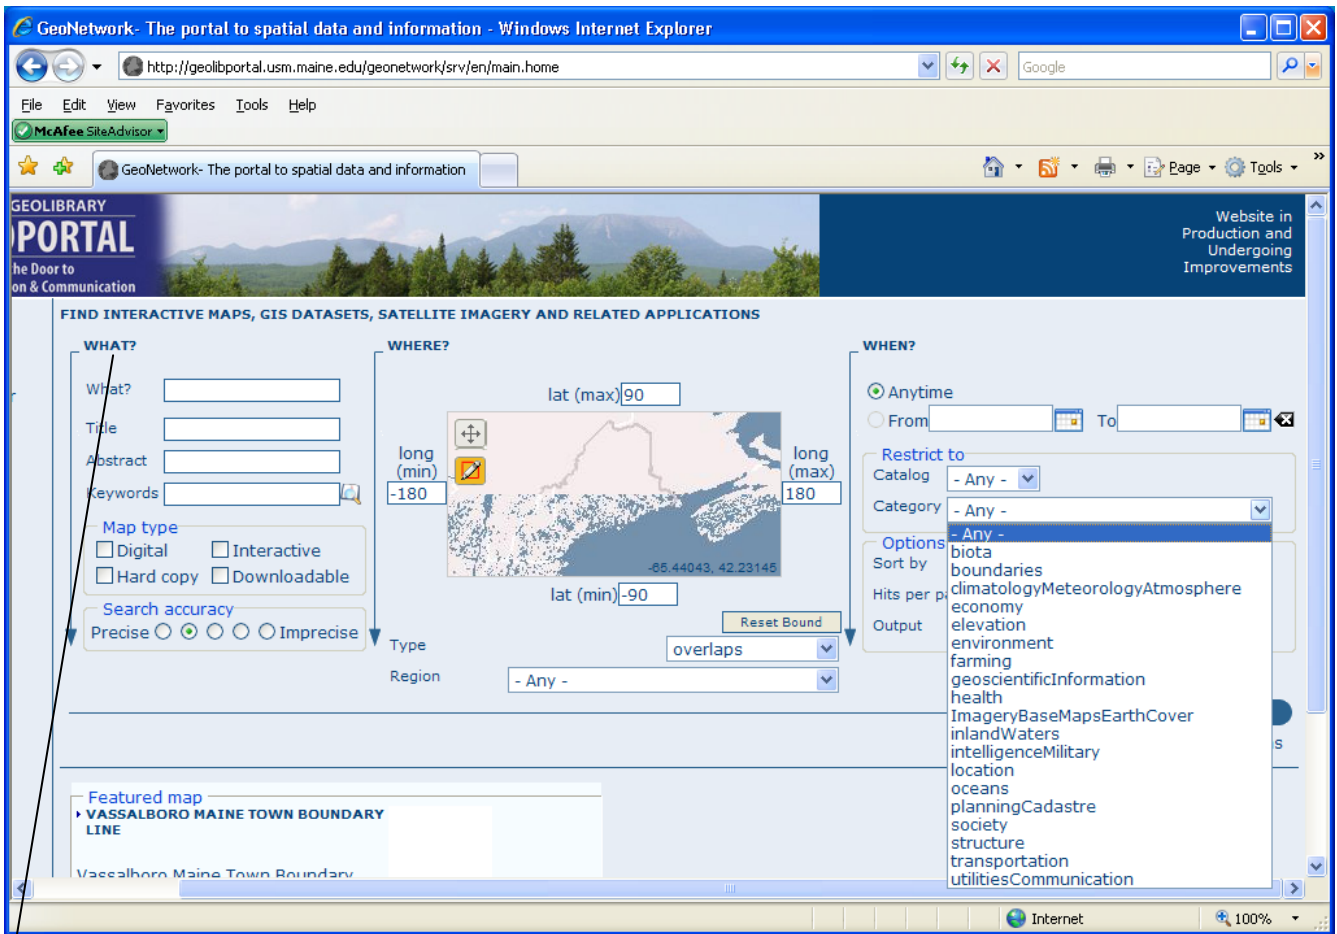 GeoNetwork- The portal to spatial data and information - Windows Internet Explorer
http://geolibportal.usm.maine.edu/geonetwork/srv/en/main.home
Google
File Edit View Favorites Tools Help
McAfee SiteAdvisor
GeoNetwork- The portal to spatial data and information
Page Tools
GEOLIBRARY
OPORTAL
he Door to
on & Communication
Website in
Production and
Undergoing
Improvements
FIND INTERACTIVE MAPS, GIS DATASETS, SATELLITE IMAGERY AND RELATED APPLICATIONS
WHAT?
What?
Title
Abstract
Keywords
Map type
Digital Interactive
Hard copy Downloadable
Search accuracy
Precise Imprecise
WHERE?
lat (max) 90
long
(min)
-180
long
(max)
180
-65.44043, 42.23145
lat (min) -90
Reset Bound
Type overlaps
Region - Any -
WHEN?
Anytime
From To
Restrict to
Catalog - Any -
Category - Any -
- Any -
biota
boundaries
climatologyMeteorologyAtmosphere
economy
elevation
environment
farming
geoscientificInformation
health
ImageryBaseMapsEarthCover
inlandWaters
intelligenceMilitary
location
oceans
planningCadastre
society
structure
transportation
utilitiesCommunication
Options
Sort by
Hits per pa
Output
s
Featured map
VASSALBORO MAINE TOWN BOUNDARY
LINE
Vassalboro Maine Town Boundary
Internet 100%